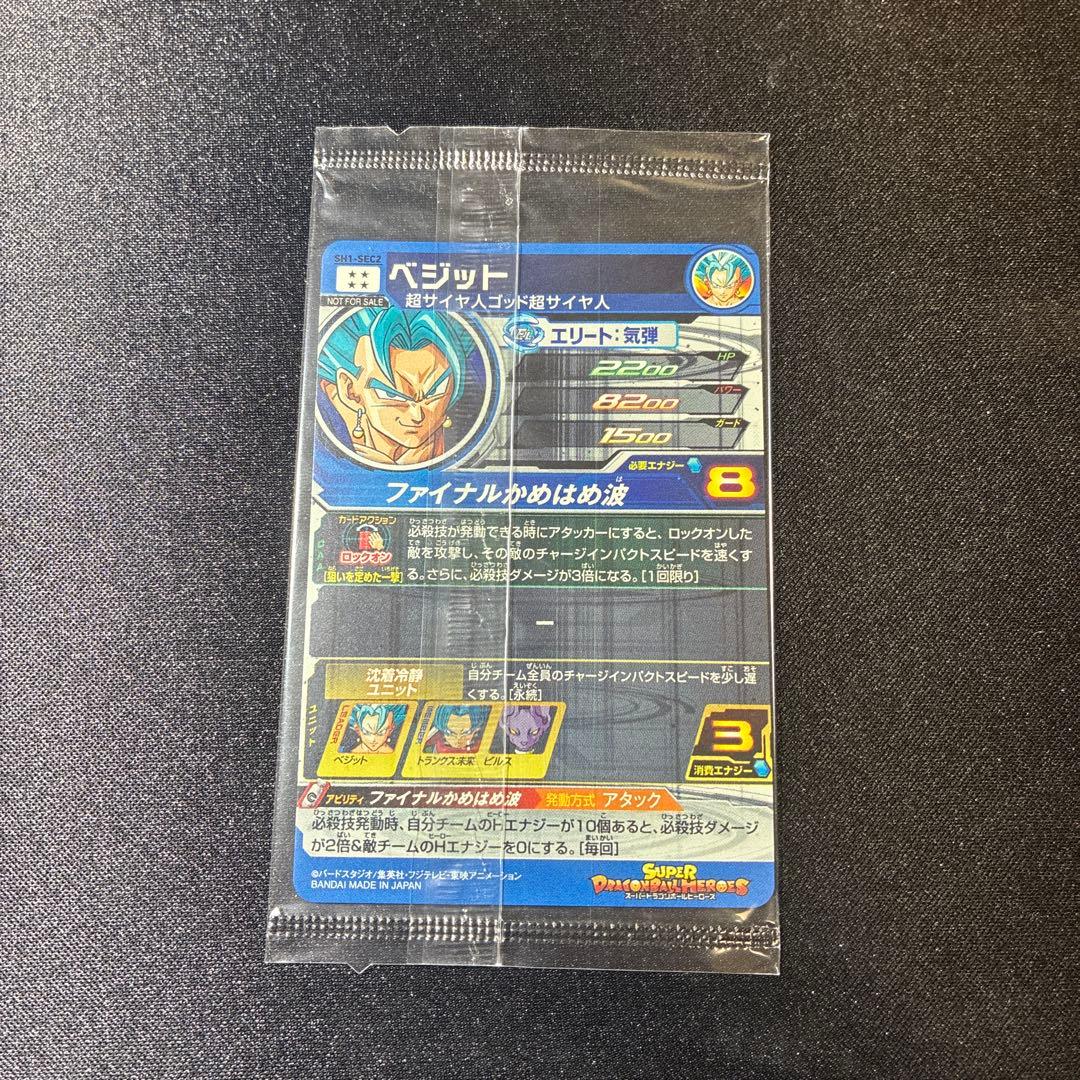 SH1-SEC2
ベジット
NOT FOR SALE
超サイヤ人ゴッド超サイヤ人
エリート:気弾
HP
2200
パワー
8200
ガード
1500
必要エナジー
8
ファイナルかめはめ波
カードアクション
ロックオン
[狙いを定めた一撃]
必殺技が発動できる時にアタッカーにすると、ロックオンした
敵を攻撃し、その敵のチャージインパクトスピードを速くす
る。さらに、必殺技ダメージが3倍になる。[1回限り]
ー
ユニット
沈着冷静
ユニット
自分チーム全員のチャージインパクトスピードを少し遅
くする。[永続]
LEADER
ベジット
トランクス:未来
ビルス
3
消費エナジー
アビリティ ファイナルかめはめ波 発動方式 アタック
必殺技発動時、自分チームのHエナジーが10個あると、必殺技ダメージ
が2倍&敵チームのHエナジーを0にする。[毎回]
©バードスタジオ/集英社・フジテレビ・東映アニメーション
BANDAI MADE IN JAPAN
SUPER
DRAGONBALL HEROES
スーパードラゴンボールヒーローズ